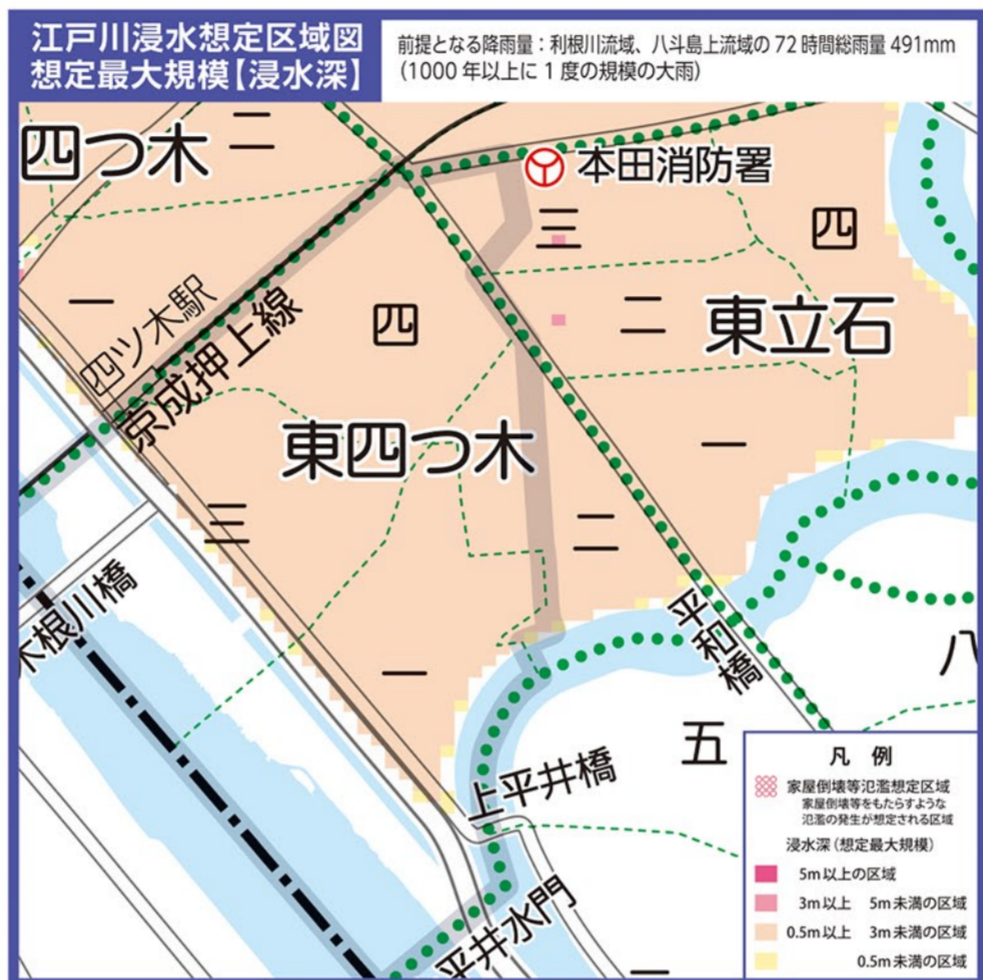 江戸川浸水想定区域図
想定最大規模【浸水深】
前提となる降雨量：利根川流域、八斗島上流域の72時間総雨量491mm
（1000年以上に1度の規模の大雨）
四つ木
二
本田消防署
三
四
一
四ツ木駅
京成押上線
四
二
東立石
東四つ木
一
三
二
木根川橋
平和橋
八
一
五
上平井橋
平井水門
二
凡例
家屋倒壊等氾濫想定区域
家屋倒壊等をもたらすような
氾濫の発生が想定される区域
浸水深（想定最大規模）
5m以上の区域
3m以上 5m未満の区域
0.5m以上 3m未満の区域
0.5m未満の区域